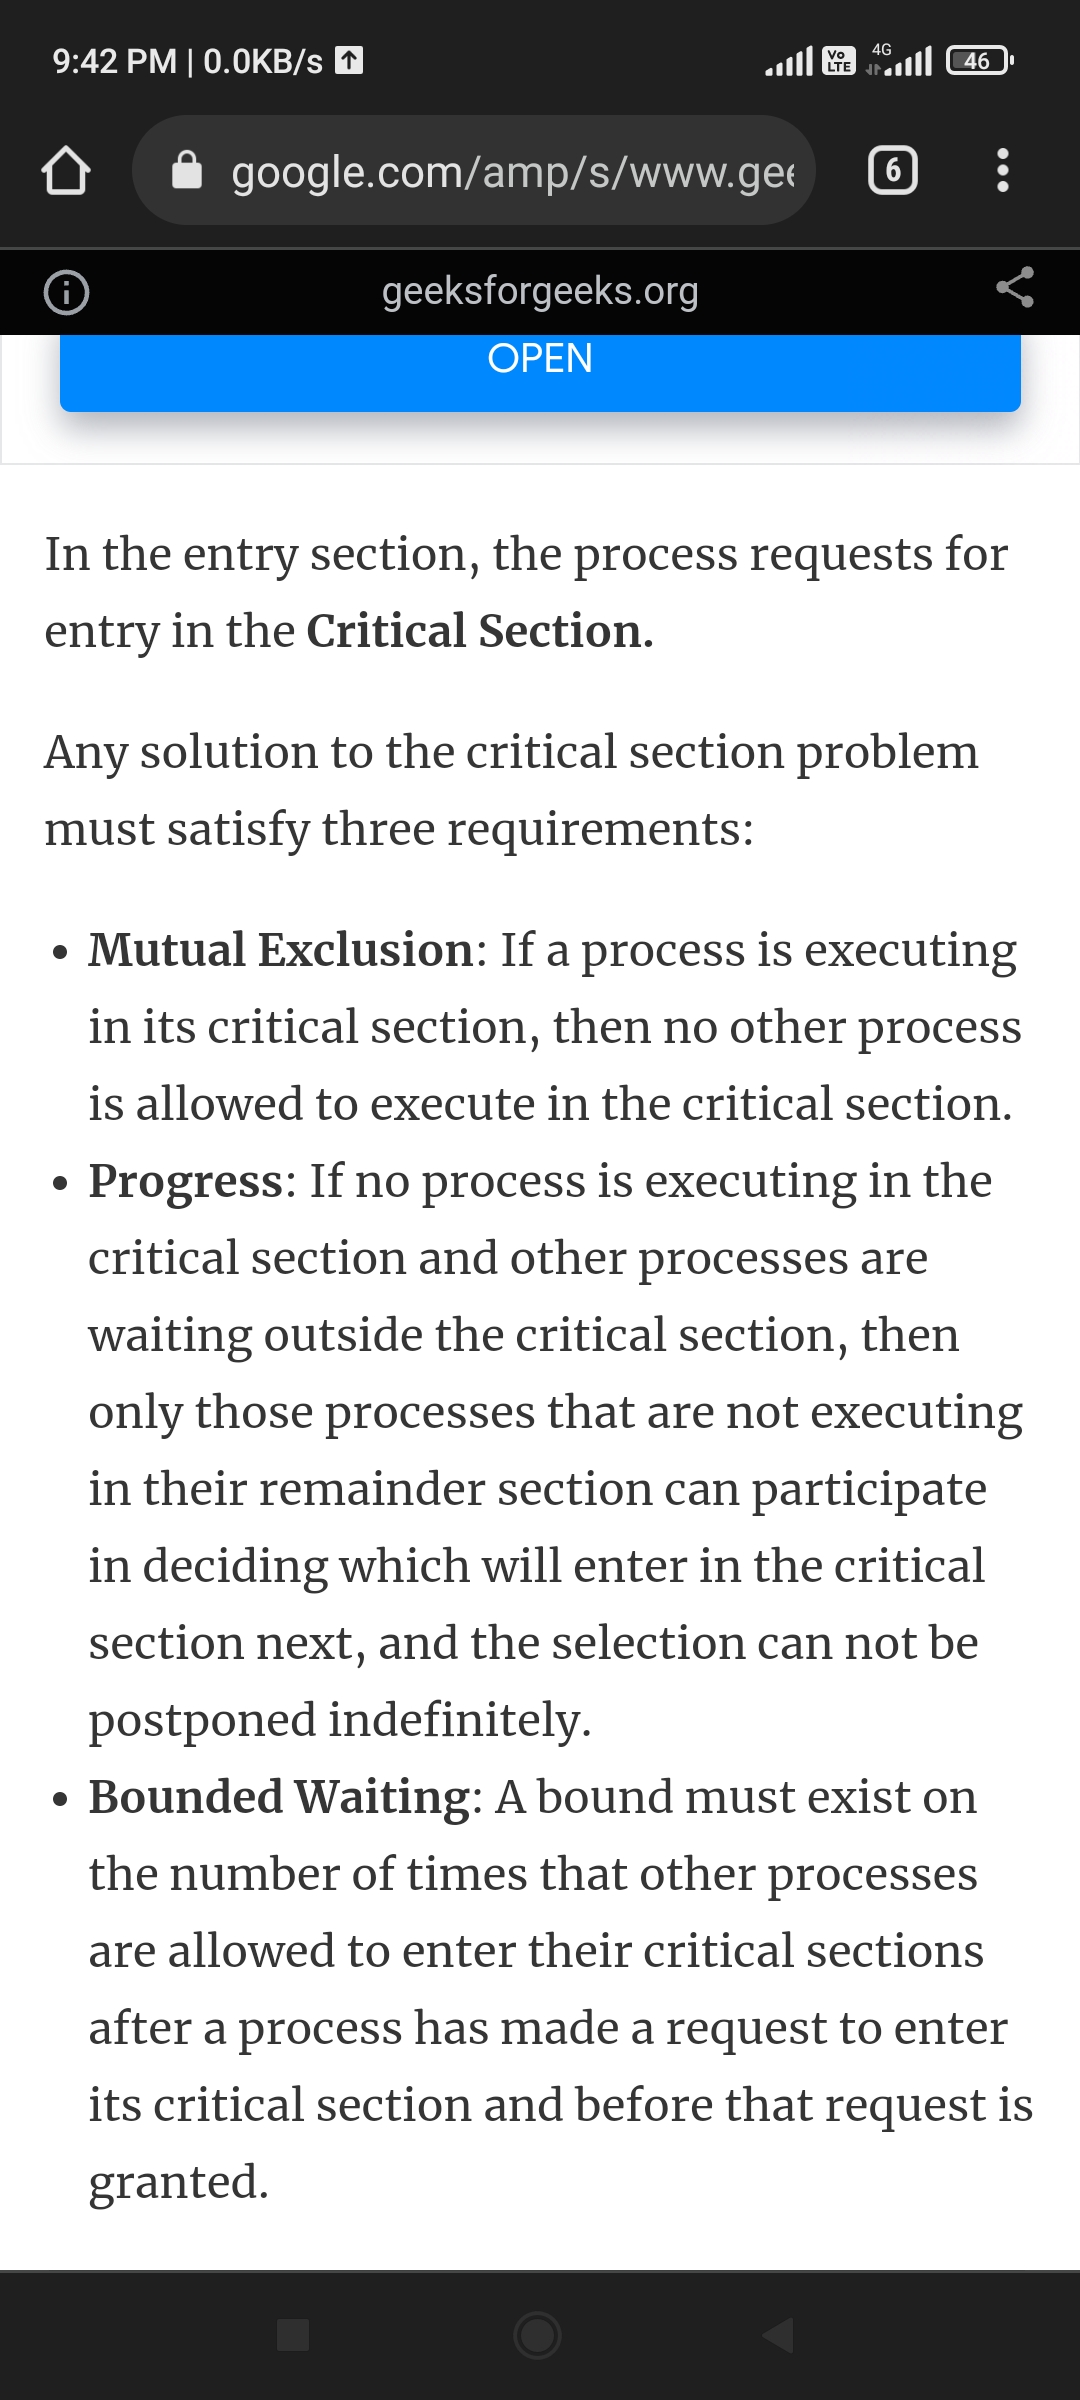 9:42 PM | 0.0KB/s
Vo LTE
4G
46
google.com/amp/s/www.gee
6
geeksforgeeks.org
OPEN
In the entry section, the process requests for
entry in the Critical Section.
Any solution to the critical section problem
must satisfy three requirements:
• Mutual Exclusion: If a process is executing
in its critical section, then no other process
is allowed to execute in the critical section.
• Progress: If no process is executing in the
critical section and other processes are
waiting outside the critical section, then
only those processes that are not executing
in their remainder section can participate
in deciding which will enter in the critical
section next, and the selection can not be
postponed indefinitely.
• Bounded Waiting: A bound must exist on
the number of times that other processes
are allowed to enter their critical sections
after a process has made a request to enter
its critical section and before that request is
granted.